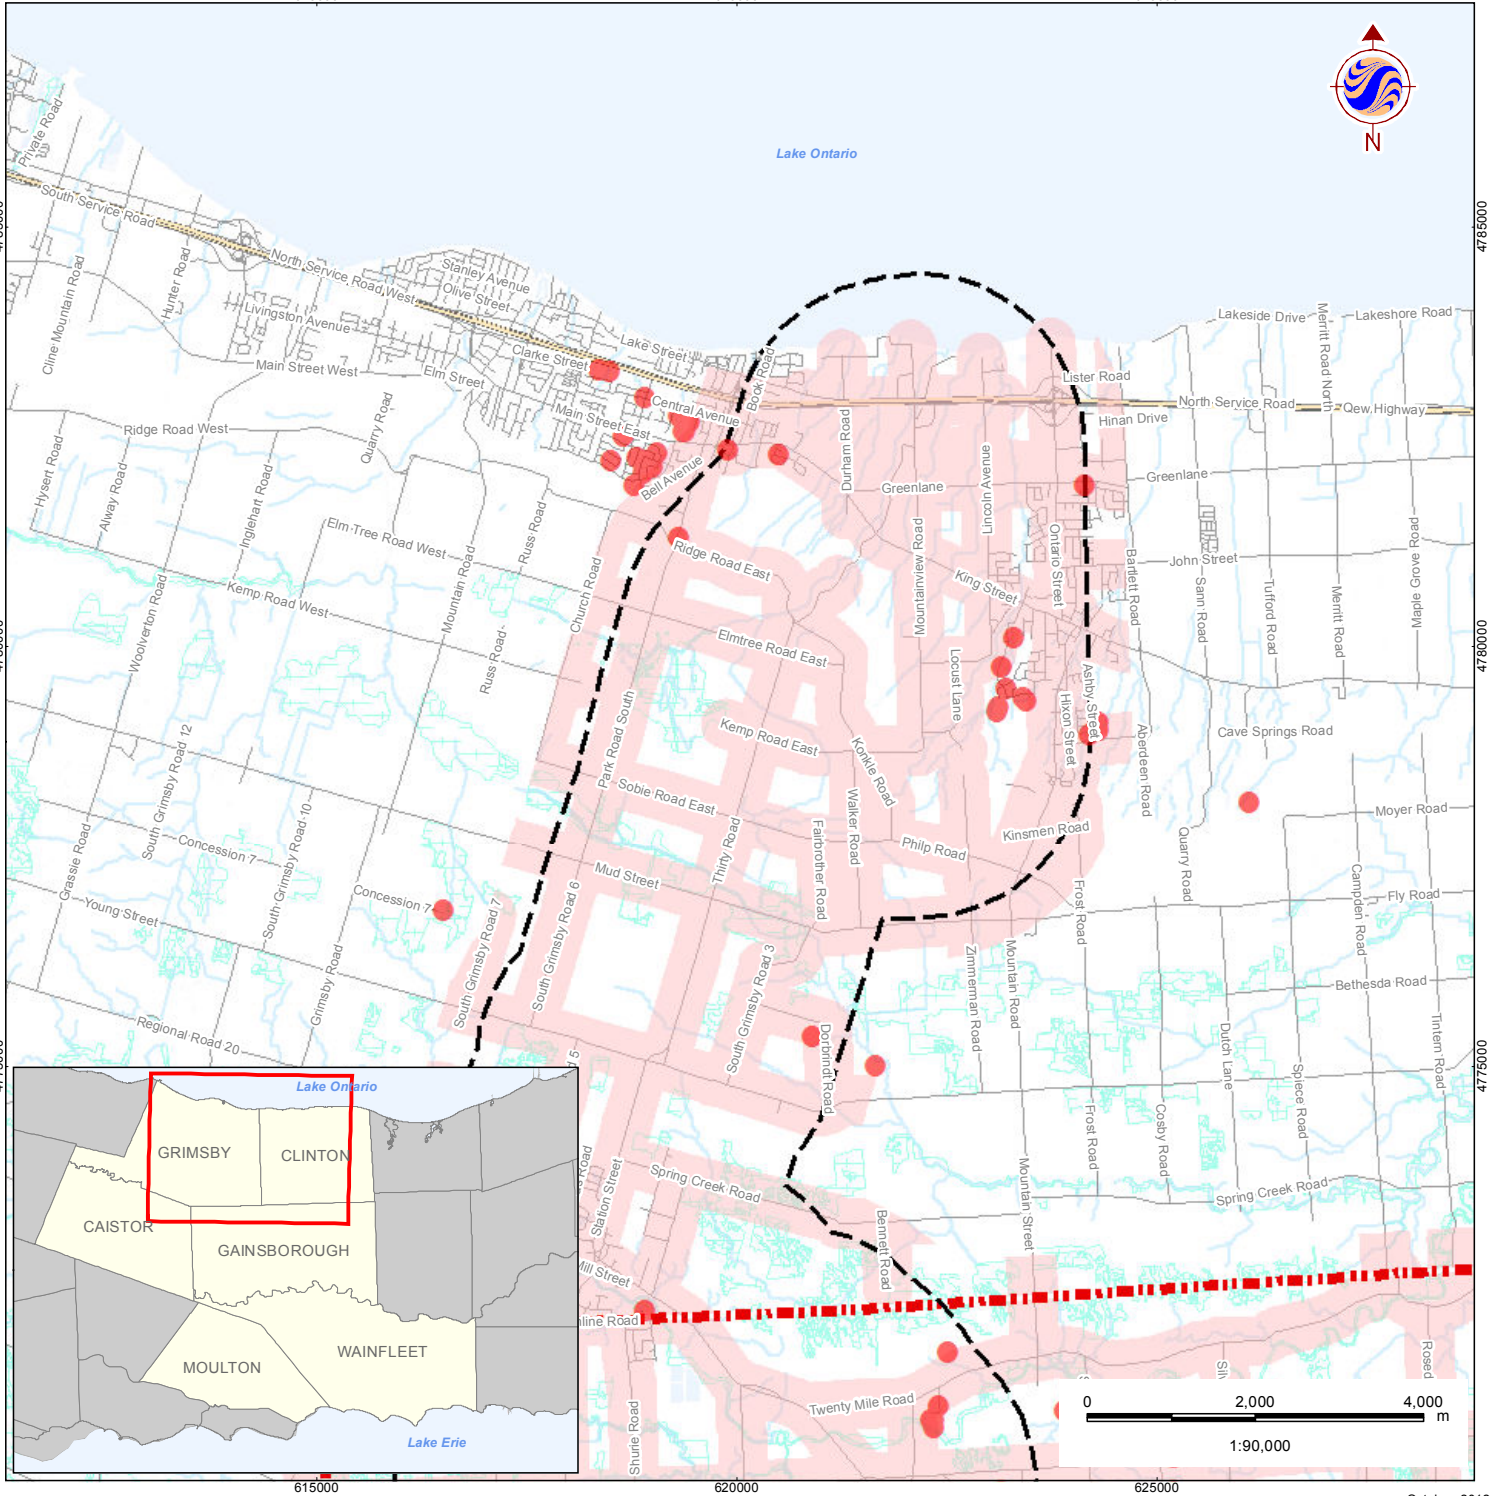 Lake Ontario
N
Private Road
South Service Road
North Service Road West
Stanley Avenue
Olive Street
Livingston Avenue
Hunter Road
Cline Mountain Road
Main Street West
Clarke Street
Lake Street
Elm Street
Central Avenue
Main Street East
Book Road
Bell Avenue
Lakeside Drive
Merritt Road North
Lakeshore Road
Lister Road
North Service Road
Qew Highway
Hinan Drive
Ridge Road West
Quarry Road
Hysert Road
Alway Road
Inglehart Road
Elm Tree Road West
Russ Road
Mountain Road
Kemp Road West
Woolverton Road
Russ Road
Church Road
Ridge Road East
Durham Road
Greenlane
Lincoln Avenue
Mountainview Road
Greenlane
John Street
Ontario Street
King Street
Bartlett Road
Sann Road
Tufford Road
Merritt Road
Maple Grove Road
Elmtree Road East
Locust Lane
Park Road South
Kemp Road East
Konkle Road
Hixon Street
Ashby Street
Aberdeen Road
Cave Springs Road
Sobie Road East
Walker Road
Fairbrother Road
Philp Road
Kinsmen Road
Moyer Road
Quarry Road
South Grimsby Road 12
South Grimsby Road 10
Concession 7
Grassie Road
Young Street
Concession 7
Mud Street
Thirty Road
South Grimsby Road 6
South Grimsby Road 7
Grimsby Road
Regional Road 20
South Grimsby Road 3
Frost Road
Zimmerman Road
Mountain Road
Campden Road
Fly Road
Bethesda Road
Dutch Lane
Spiece Road
Tintern Road
Dorbnndt Road
Frost Road
Cosby Road
Spring Creek Road
Station Street
Spring Creek Road
Mountain Street
Bennett Road
Mill Street
Twenty Mile Road
Shurie Road
Lake Ontario
GRIMSBY
CLINTON
CAISTOR
GAINSBOROUGH
MOULTON
WAINFLEET
Lake Erie
0 2,000 4,000 m
1:90,000
4785000
4780000
4775000
615000
620000
625000